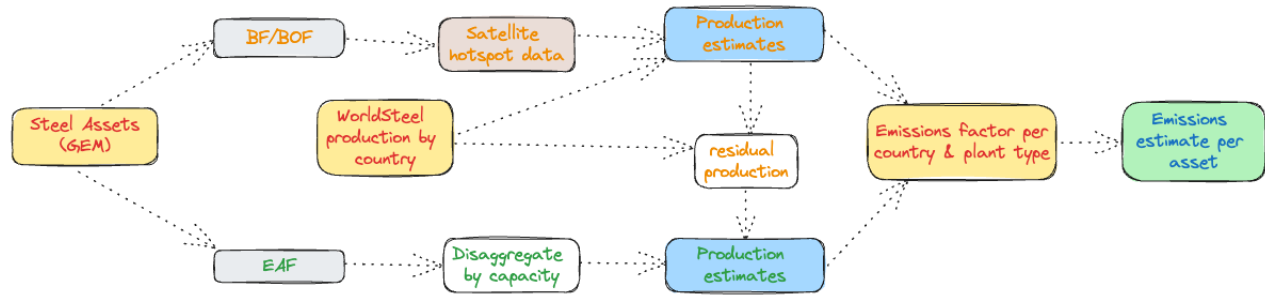 BF/BOF
Satellite
hotspot data
Production
estimates
Steel Assets
(GEM)
WorldSteel
production by
country
residual
production
Emissions factor per
country & plant type
Emissions
estimate per
asset
EAF
Disaggregate
by capacity
Production
estimates